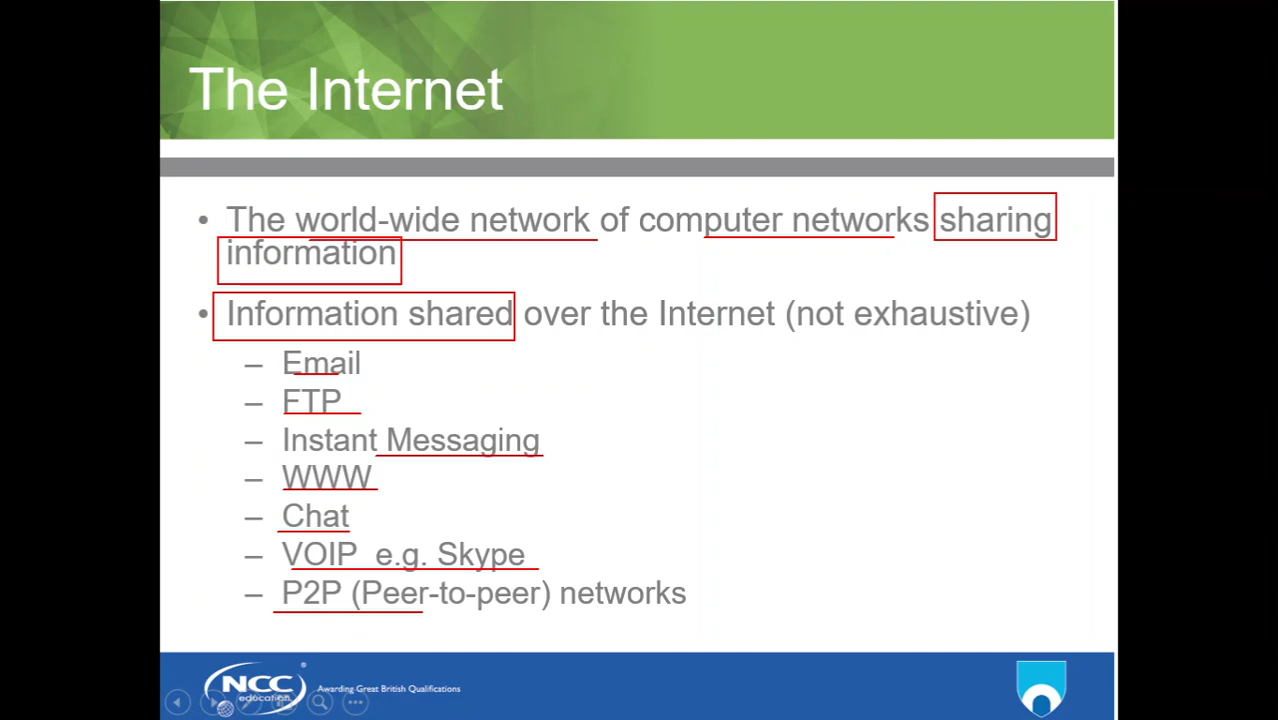 The Internet
• The world-wide network of computer networks sharing
information
• Information shared over the Internet (not exhaustive)
– Email
– FTP
– Instant Messaging
– WWW
– Chat
– VOIP e.g. Skype
– P2P (Peer-to-peer) networks
NCC
education
Awarding Great British Qualifications